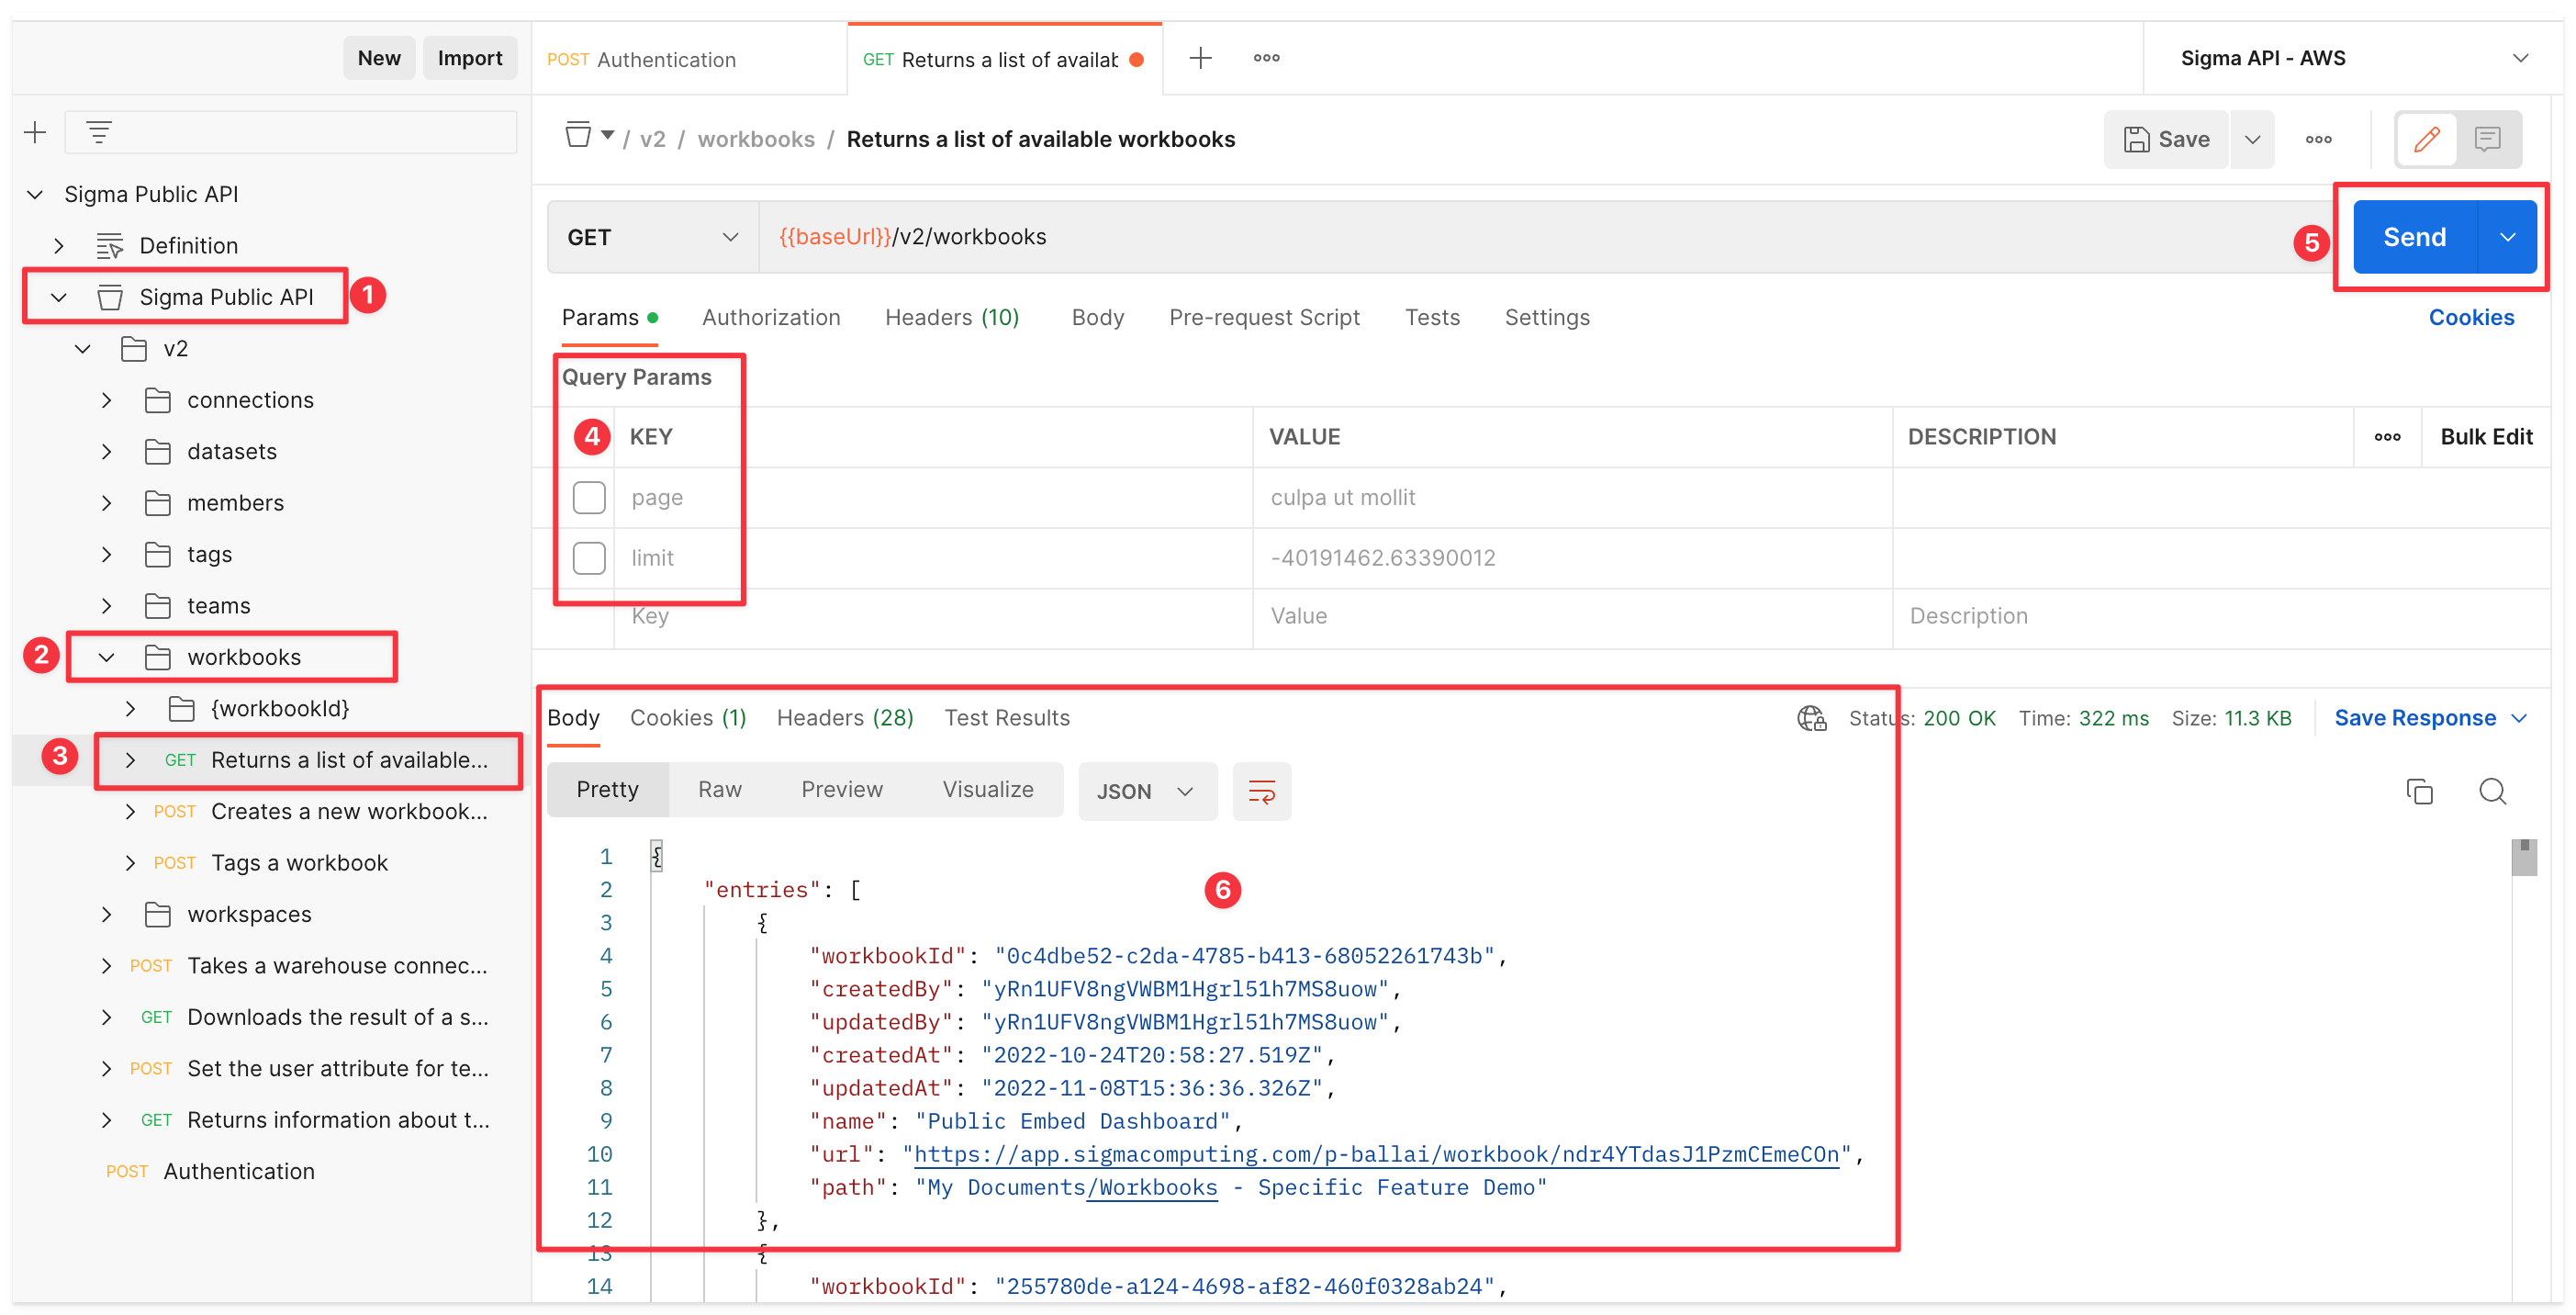 New Import
POST Authentication
GET Returns a list of availab
Sigma API - AWS
/ v2 / workbooks / Returns a list of available workbooks
Save
Sigma Public API
Definition
Sigma Public API
1
v2
connections
datasets
members
tags
teams
2
workbooks
{workbookId}
3
GET Returns a list of available...
POST Creates a new workbook...
POST Tags a workbook
workspaces
POST Takes a warehouse connec...
GET Downloads the result of a s...
POST Set the user attribute for te...
GET Returns information about t...
POST Authentication
GET {{baseUrl}}/v2/workbooks
5
Send
Params Authorization Headers (10) Body Pre-request Script Tests Settings Cookies
Query Params
4 KEY VALUE DESCRIPTION Bulk Edit
page culpa ut mollit
limit -40191462.63390012
Key Value Description
Body Cookies (1) Headers (28) Test Results Status: 200 OK Time: 322 ms Size: 11.3 KB Save Response
Pretty Raw Preview Visualize JSON
1 {
2 "entries": [
6
3 {
4 "workbookId": "0c4dbe52-c2da-4785-b413-68052261743b",
5 "createdBy": "yRn1UFV8ngVWBM1Hgrl51h7MS8uow",
6 "updatedBy": "yRn1UFV8ngVWBM1Hgrl51h7MS8uow",
7 "createdAt": "2022-10-24T20:58:27.519Z",
8 "updatedAt": "2022-11-08T15:36:36.326Z",
9 "name": "Public Embed Dashboard",
10 "url": "https://app.sigmacomputing.com/p-ballai/workbook/ndr4YTdasJ1PzmCEmeCOn",
11 "path": "My Documents/Workbooks - Specific Feature Demo"
12 },
13 {
14 "workbookId": "255780de-a124-4698-af82-460f0328ab24",